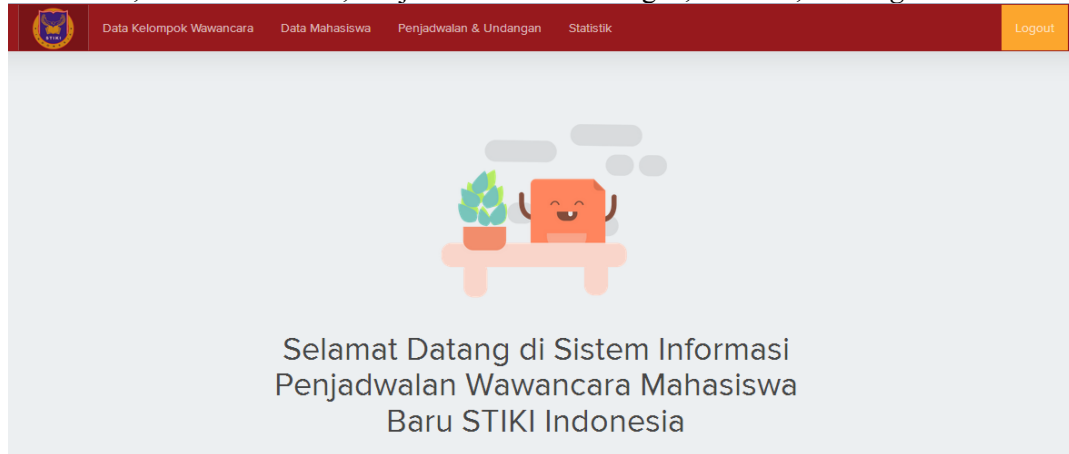 STIKI
Data Kelompok Wawancara Data Mahasiswa Penjadwalan & Undangan Statistik Logout
Selamat Datang di Sistem Informasi
Penjadwalan Wawancara Mahasiswa
Baru STIKI Indonesia